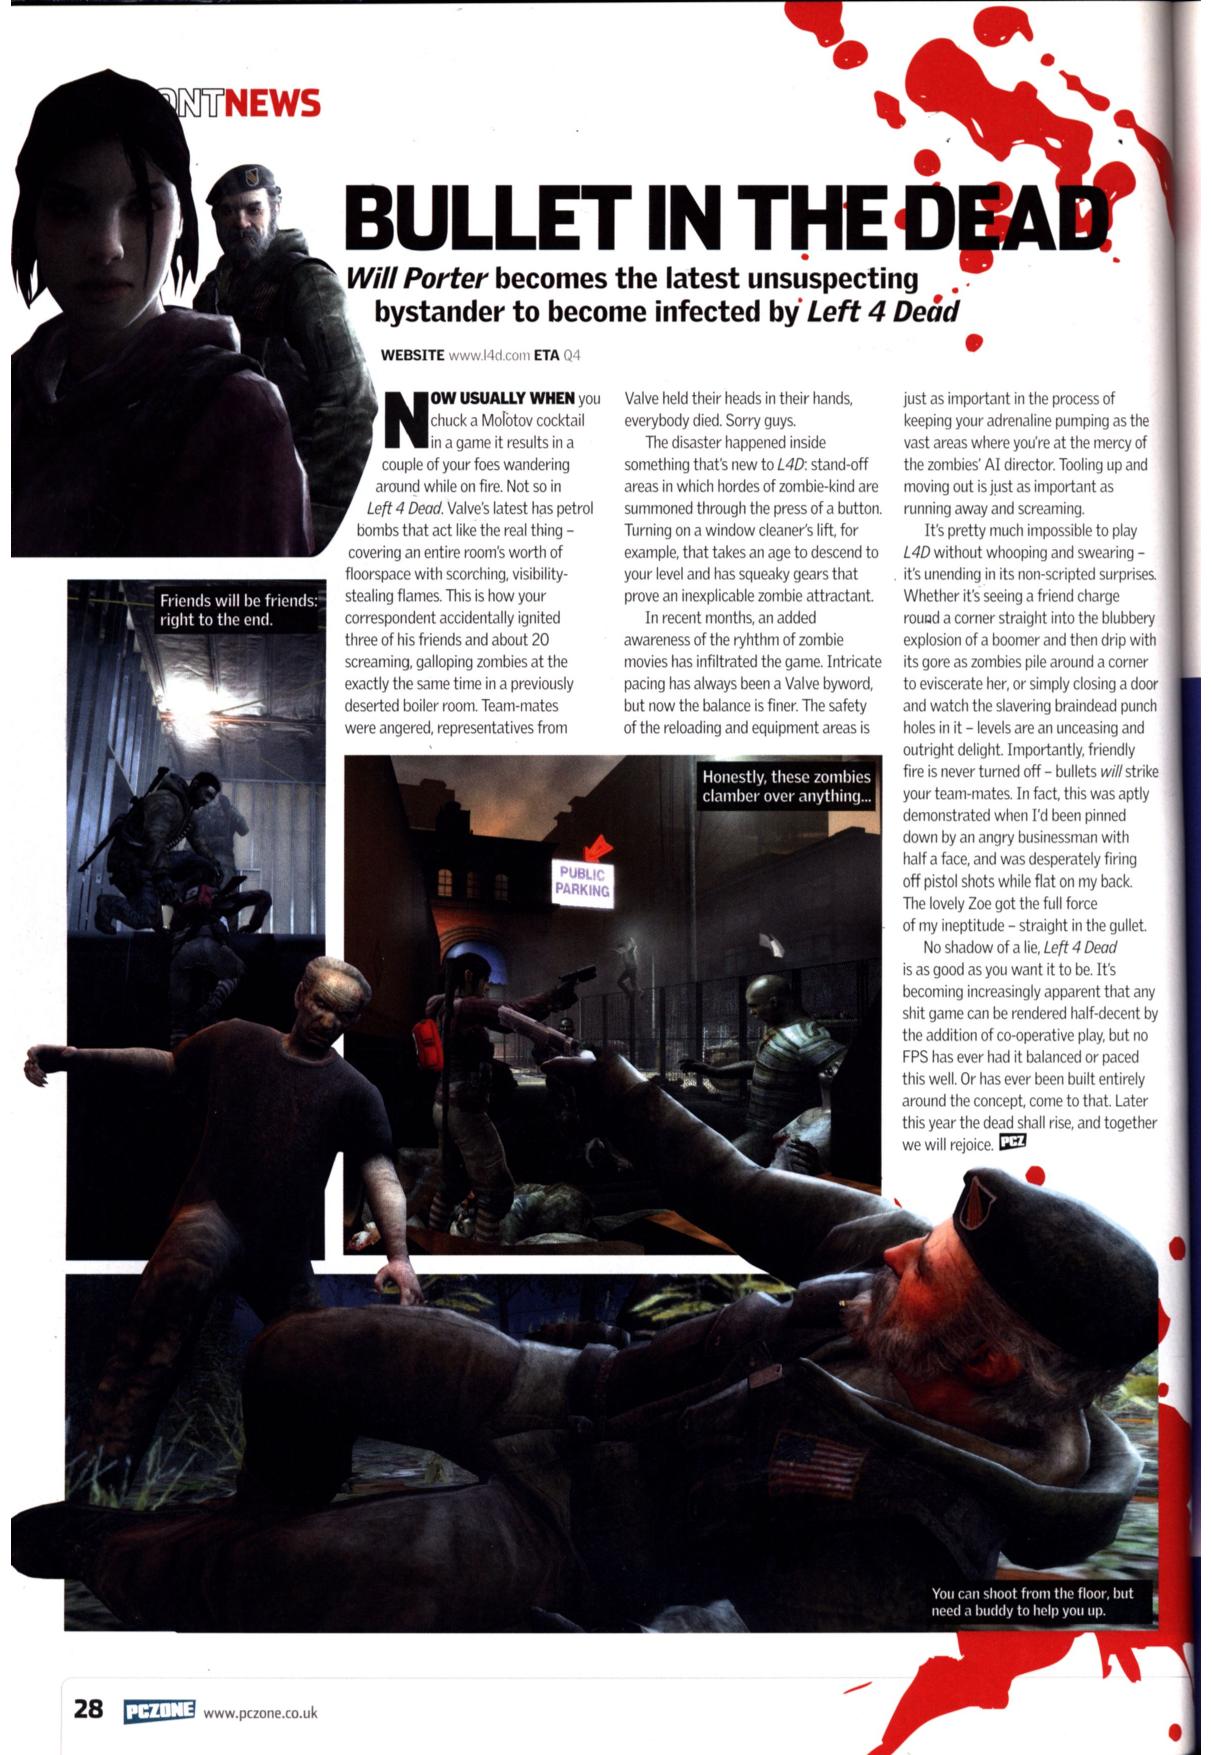 ONTNEWS
BULLET IN THE DEAD
Will Porter becomes the latest unsuspecting
bystander to become infected by Left 4 Dead
WEBSITE www.l4d.com ETA Q4
NOW USUALLY WHEN you
chuck a Molotov cocktail
in a game it results in a
couple of your foes wandering
around while on fire. Not so in
Left 4 Dead. Valve's latest has petrol
bombs that act like the real thing –
covering an entire room's worth of
floorspace with scorching, visibility-
stealing flames. This is how your
correspondent accidentally ignited
three of his friends and about 20
screaming, galloping zombies at the
exactly the same time in a previously
deserted boiler room. Team-mates
were angered, representatives from
Valve held their heads in their hands,
everybody died. Sorry guys.
The disaster happened inside
something that's new to L4D: stand-off
areas in which hordes of zombie-kind are
summoned through the press of a button.
Turning on a window cleaner's lift, for
example, that takes an age to descend to
your level and has squeaky gears that
prove an inexplicable zombie attractant.
In recent months, an added
awareness of the ryhthm of zombie
movies has infiltrated the game. Intricate
pacing has always been a Valve byword,
but now the balance is finer. The safety
of the reloading and equipment areas is
just as important in the process of
keeping your adrenaline pumping as the
vast areas where you're at the mercy of
the zombies' AI director. Tooling up and
moving out is just as important as
running away and screaming.
It's pretty much impossible to play
L4D without whooping and swearing –
it's unending in its non-scripted surprises.
Whether it's seeing a friend charge
round a corner straight into the blubbery
explosion of a boomer and then drip with
its gore as zombies pile around a corner
to eviscerate her, or simply closing a door
and watch the slavering braindead punch
holes in it – levels are an unceasing and
outright delight. Importantly, friendly
fire is never turned off – bullets will strike
your team-mates. In fact, this was aptly
demonstrated when I'd been pinned
down by an angry businessman with
half a face, and was desperately firing
off pistol shots while flat on my back.
The lovely Zoe got the full force
of my ineptitude – straight in the gullet.
No shadow of a lie, Left 4 Dead
is as good as you want it to be. It's
becoming increasingly apparent that any
shit game can be rendered half-decent by
the addition of co-operative play, but no
FPS has ever had it balanced or paced
this well. Or has ever been built entirely
around the concept, come to that. Later
this year the dead shall rise, and together
we will rejoice. PCZ
Friends will be friends:
right to the end.
Honestly, these zombies
clamber over anything...
PUBLIC
PARKING
You can shoot from the floor, but
need a buddy to help you up.
28 PCZONE www.pczone.co.uk